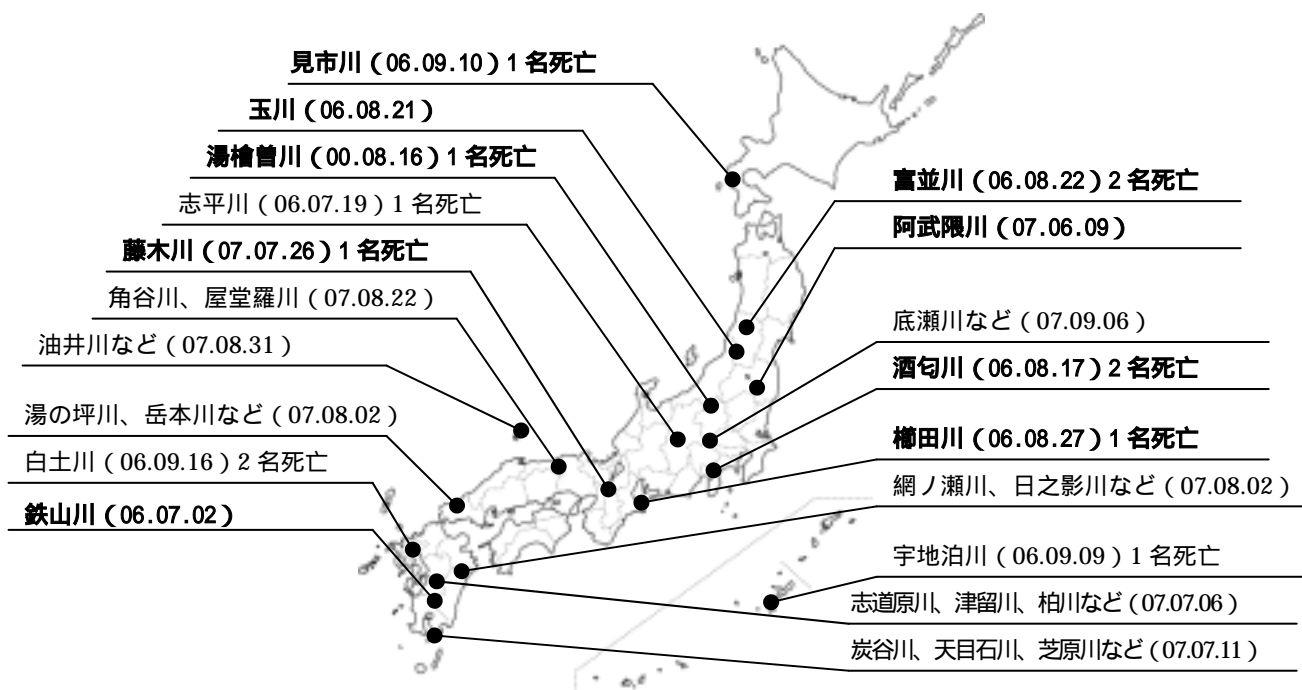 見市川（06.09.10）1 名死亡
玉川（06.08.21）
湯檜曽川（00.08.16）1 名死亡
志平川（06.07.19）1 名死亡
藤木川（07.07.26）1 名死亡
角谷川、屋堂羅川（07.08.22）
油井川など（07.08.31）
湯の坪川、岳本川など（07.08.02）
白土川（06.09.16）2 名死亡
鉄山川（06.07.02）
富並川（06.08.22）2 名死亡
阿武隈川（07.06.09）
底瀬川など（07.09.06）
酒匂川（06.08.17）2 名死亡
櫛田川（06.08.27）1 名死亡
網ノ瀬川、日之影川など（07.08.02）
宇地泊川（06.09.09）1 名死亡
志道原川、津留川、柏川など（07.07.06）
炭谷川、天目石川、芝原川など（07.07.11）